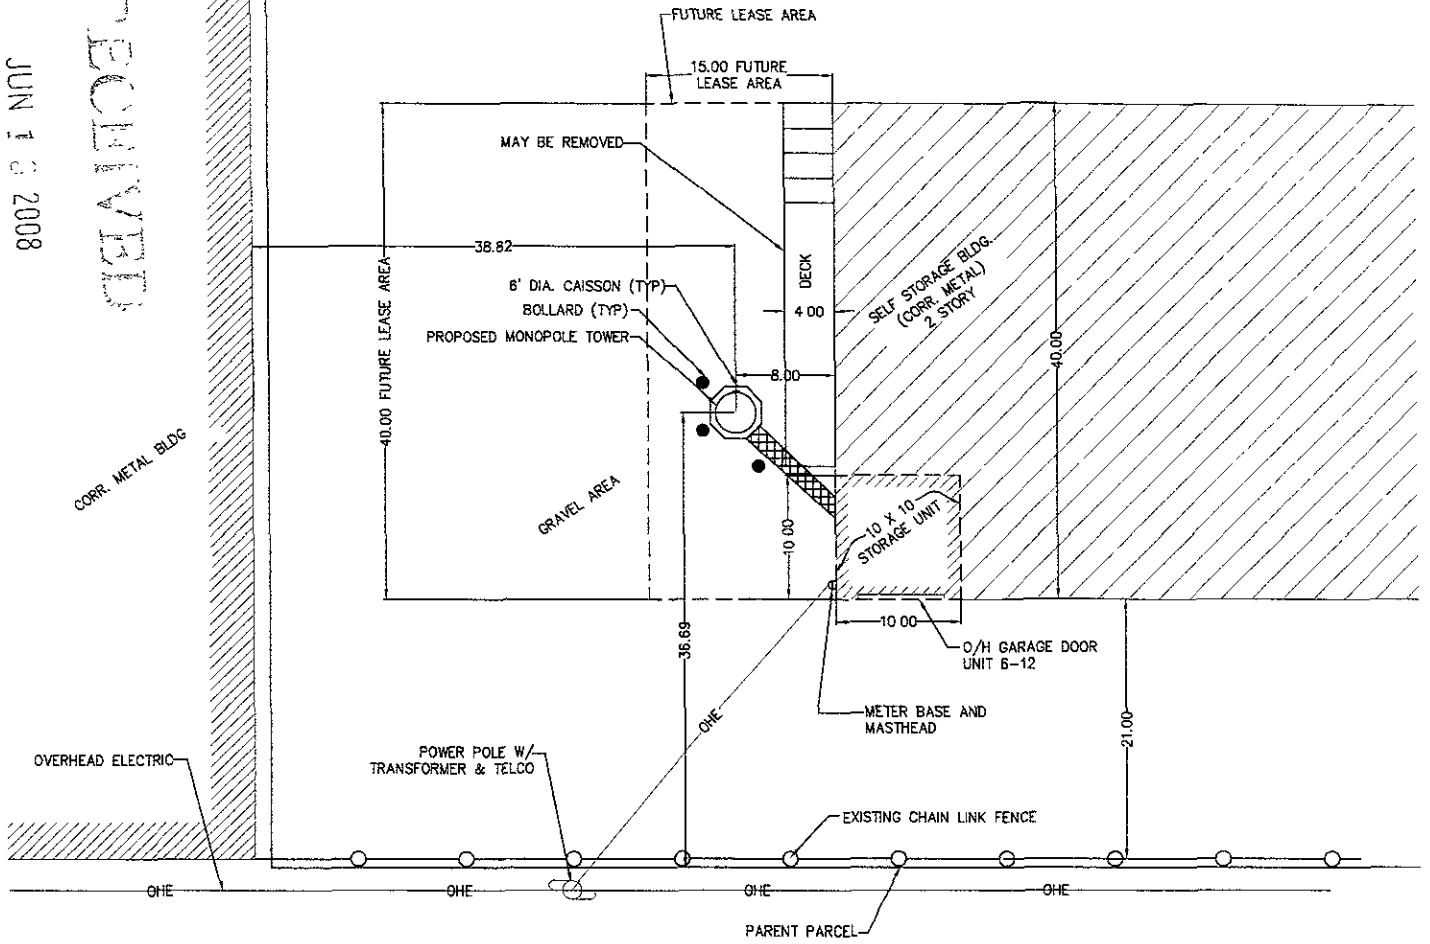 FUTURE LEASE AREA
15.00 FUTURE
LEASE AREA
MAY BE REMOVED
38.82
6' DIA. CAISSON (TYP)
BOLLARD (TYP)
PROPOSED MONOPOLE TOWER
40.00 FUTURE LEASE AREA
DECK
4.00
8.00
SELF STORAGE BLDG.
(CORR. METAL)
2 STORY
40.00
CORR. METAL BLDG
GRAVEL AREA
10.00
10 X 10
STORAGE UNIT
10.00
O/H GARAGE DOOR
UNIT 6-12
36.69
OHE
METER BASE AND
MASTHEAD
21.00
OVERHEAD ELECTRIC
POWER POLE W/
TRANSFORMER & TELCO
EXISTING CHAIN LINK FENCE
OHE
OHE
OHE
OHE
PARENT PARCEL
ECEIVED
JUN
2008